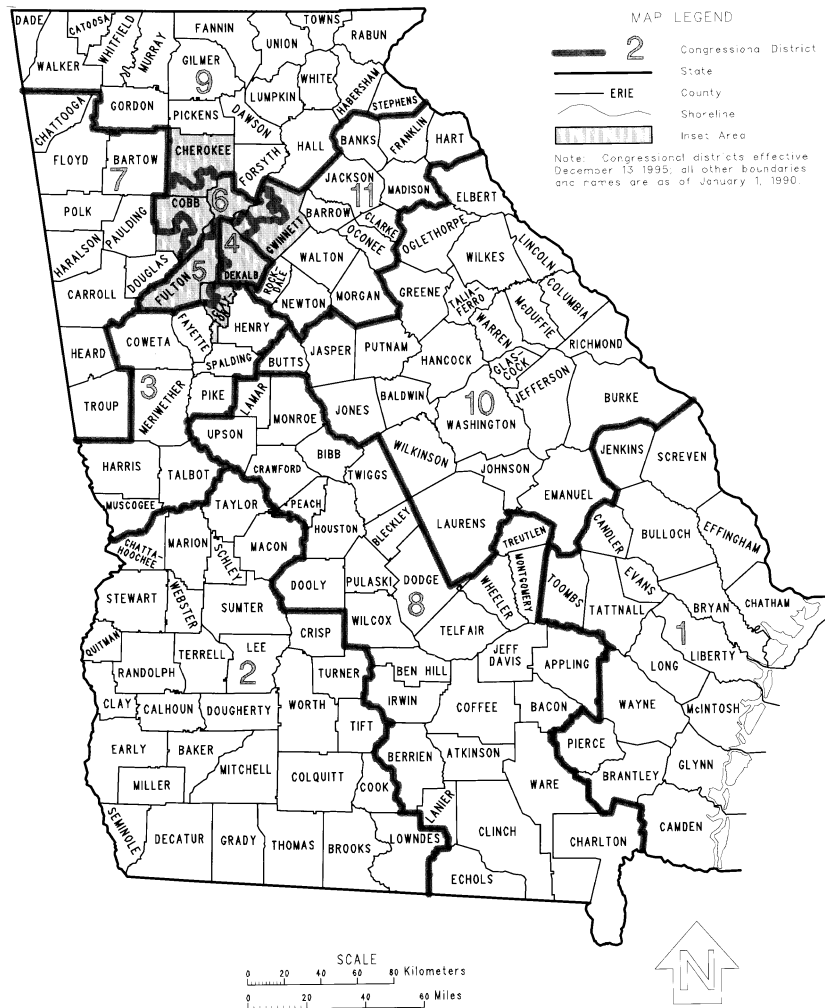 MAP LEGEND
2 Congressional District
State
ERIE County
Shoreline
Inset Area
Note: Congressional districts effective
December 13 1995; all other boundaries
and names are as of January 1, 1990.
DADE
CATOOSA
WHITFIELD
MURRAY
FANNIN
UNION
TOWNS
RABUN
WALKER
GILMER
9
LUMPKIN
WHITE
HABERSHAM
STEPHENS
CHATTOOGA
GORDON
PICKENS
DAWSON
HALL
BANKS
FRANKLIN
HART
FLOYD
BARTOW
7
CHEROKEE
FORSYTH
JACKSON
11
MADISON
ELBERT
POLK
PAULDING
COBB
6
GWINNETT
BARROW
CLARKE
OCONEE
OGLETHORPE
WILKES
LINCOLN
HARALSON
DOUGLAS
FULTON
5
4
DEKALB
ROCK-
DALE
WALTON
MORGAN
GREENE
TALIA-
FERRO
COLUMBIA
McDUFFIE
WARREN
CARROLL
NEWTON
HENRY
FAYETTE
COWETA
SPALDING
BUTTS
JASPER
PUTNAM
HANCOCK
GLAS-
COCK
RICHMOND
HEARD
3
MERIWETHER
PIKE
LAMAR
MONROE
JONES
BALDWIN
10
WASHINGTON
JEFFERSON
BURKE
TROUP
UPSON
BIBB
WILKINSON
JENKINS
SCREVEN
HARRIS
TALBOT
CRAWFORD
TWIGGS
JOHNSON
EMANUEL
MUSCOGEE
TAYLOR
PEACH
HOUSTON
BLECKLEY
LAURENS
TREUTLEN
CANDLER
BULLOCH
EFFINGHAM
CHATTA-
HOOCHEE
MARION
SCHLEY
MACON
DOOLY
PULASKI
DODGE
8
WHEELER
MONTGOMERY
TOOMBS
TATTNALL
EVANS
BRYAN
CHATHAM
STEWART
WEBSTER
SUMTER
CRISP
WILCOX
TELFAIR
1
LIBERTY
LONG
QUITMAN
RANDOLPH
TERRELL
LEE
2
TURNER
BEN HILL
JEFF
DAVIS
APPLING
CLAY
CALHOUN
DOUGHERTY
WORTH
TIFT
IRWIN
COFFEE
BACON
WAYNE
McINTOSH
EARLY
BAKER
MITCHELL
COLQUITT
BERRIEN
ATKINSON
PIERCE
BRANTLEY
GLYNN
MILLER
COOK
LANIER
WARE
SEMINOLE
DECATUR
GRADY
THOMAS
BROOKS
LOWNDES
CLINCH
CHARLTON
CAMDEN
ECHOLS
SCALE
0 20 40 60 80 Kilometers
0 20 40 60 Miles
N